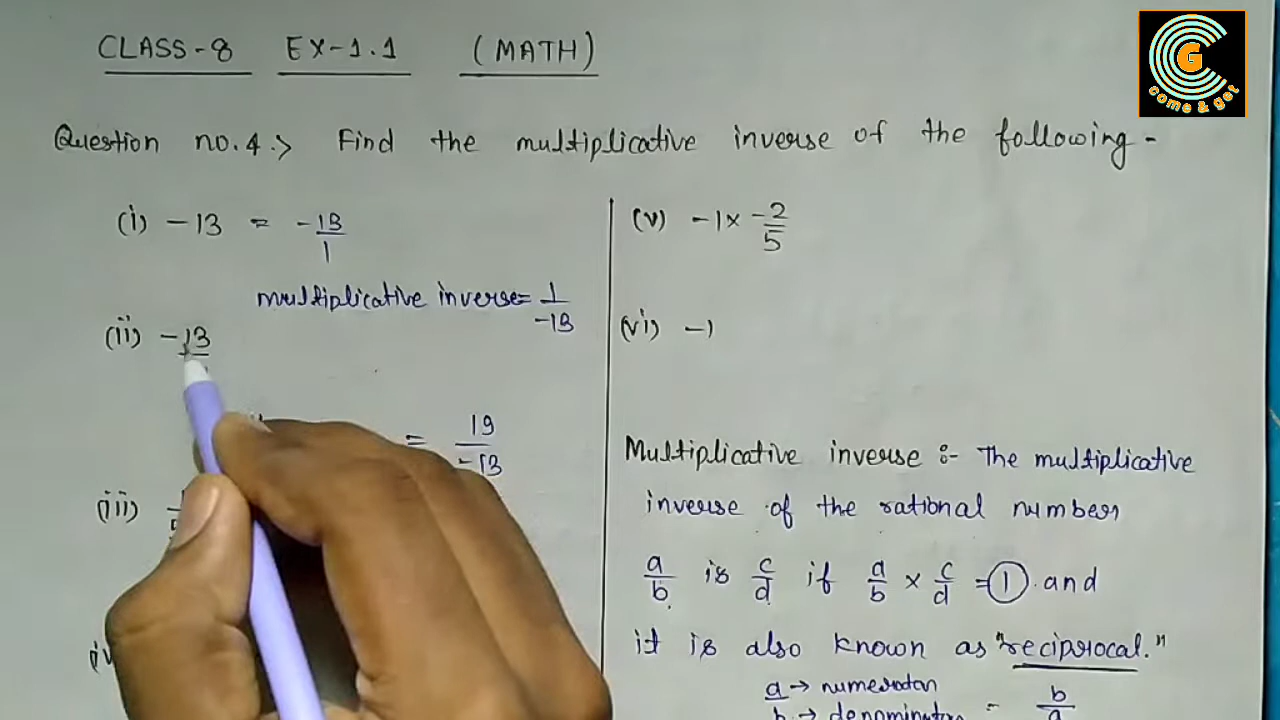 CLASS-8 EX-1.1 (MATH)
G
come & get
Question no.4.> Find the multiplicative inverse of the following -
(i) -13 = -13/1
multiplicative inverse = 1/-13
(ii) -13
= 19/-13
(iii)
(v) -1 × -2/5
(vi) -1
Multiplicative inverse :- The multiplicative
inverse of the rational number
a/b is c/d if a/b × c/d = 1 and
it is also known as "reciprocal."
a → numerator
b → denominator = b/a